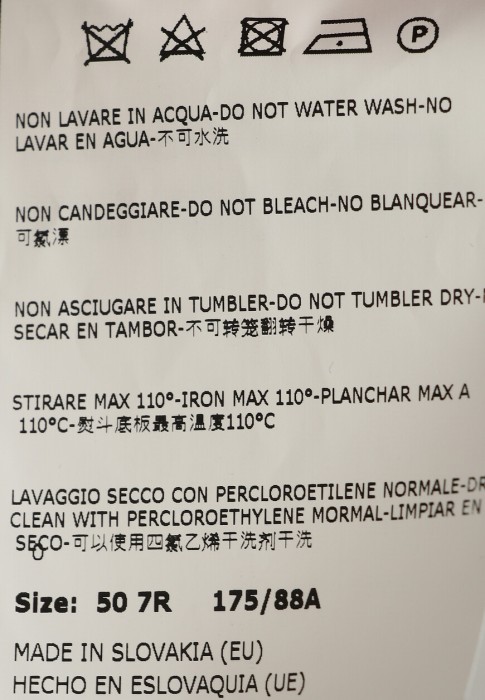 P
NON LAVARE IN ACQUA-DO NOT WATER WASH-NO
LAVAR EN AGUA-不可水洗
NON CANDEGGIARE-DO NOT BLEACH-NO BLANQUEAR-
可氯漂
NON ASCIUGARE IN TUMBLER-DO NOT TUMBLER DRY-
SECAR EN TAMBOR-不可转笼翻转干燥
STIRARE MAX 110°-IRON MAX 110°-PLANCHAR MAX A
110°C-熨斗底板最高温度110°C
LAVAGGIO SECCO CON PERCLOROETILENE NORMALE-DR
CLEAN WITH PERCLOROETHYLENE MORMAL-LIMPIAR EN
SECO-可以使用四氯乙烯干洗剂干洗
Size: 50 7R 175/88A
MADE IN SLOVAKIA (EU)
HECHO EN ESLOVAQUIA (UE)